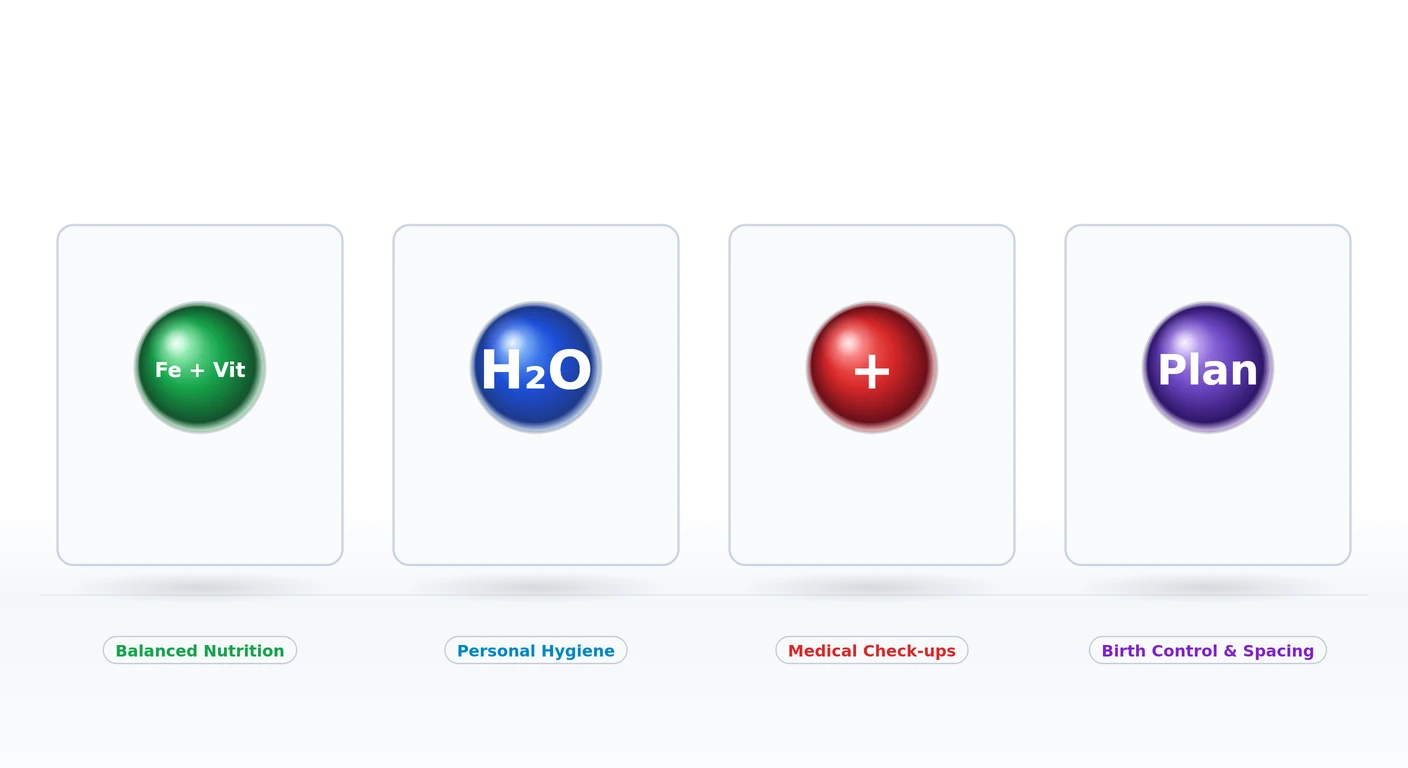 Fe + Vit
H₂O
+
Plan
Balanced Nutrition
Personal Hygiene
Medical Check-ups
Birth Control & Spacing